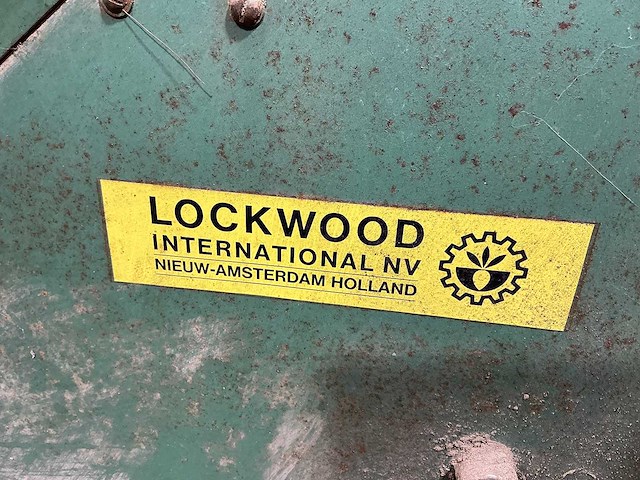 LOCKWOOD
INTERNATIONAL NV
NIEUW-AMSTERDAM HOLLAND